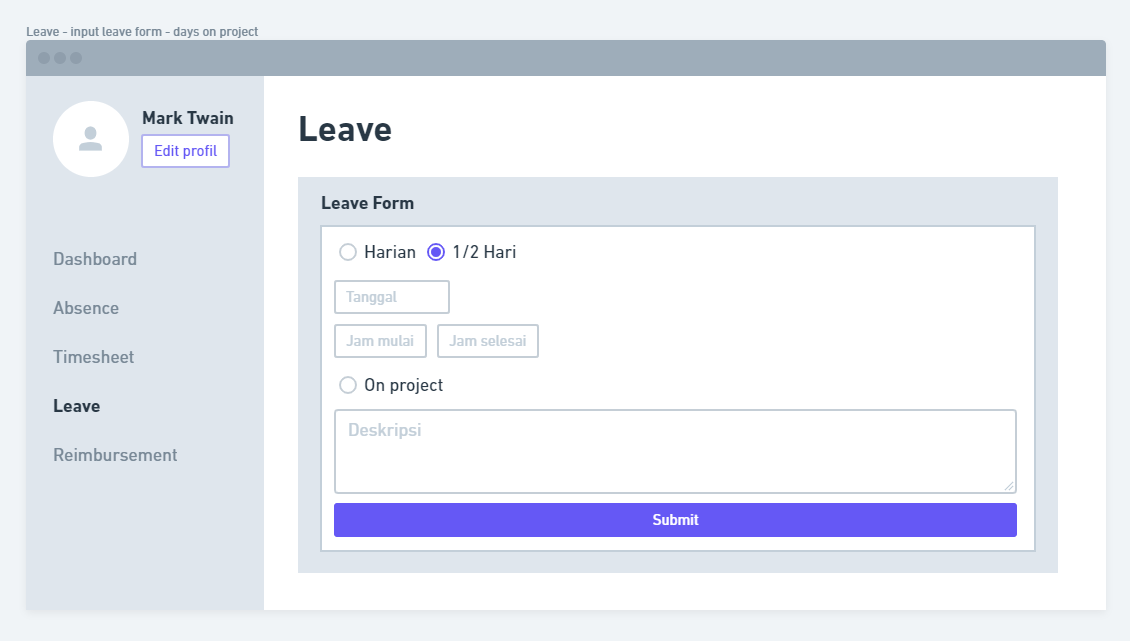 Leave - input leave form - days on project
Mark Twain
Edit profil
Dashboard
Absence
Timesheet
Leave
Reimbursement
Leave
Leave Form
Harian 1/2 Hari
Tanggal
Jam mulai Jam selesai
On project
Deskripsi
Submit